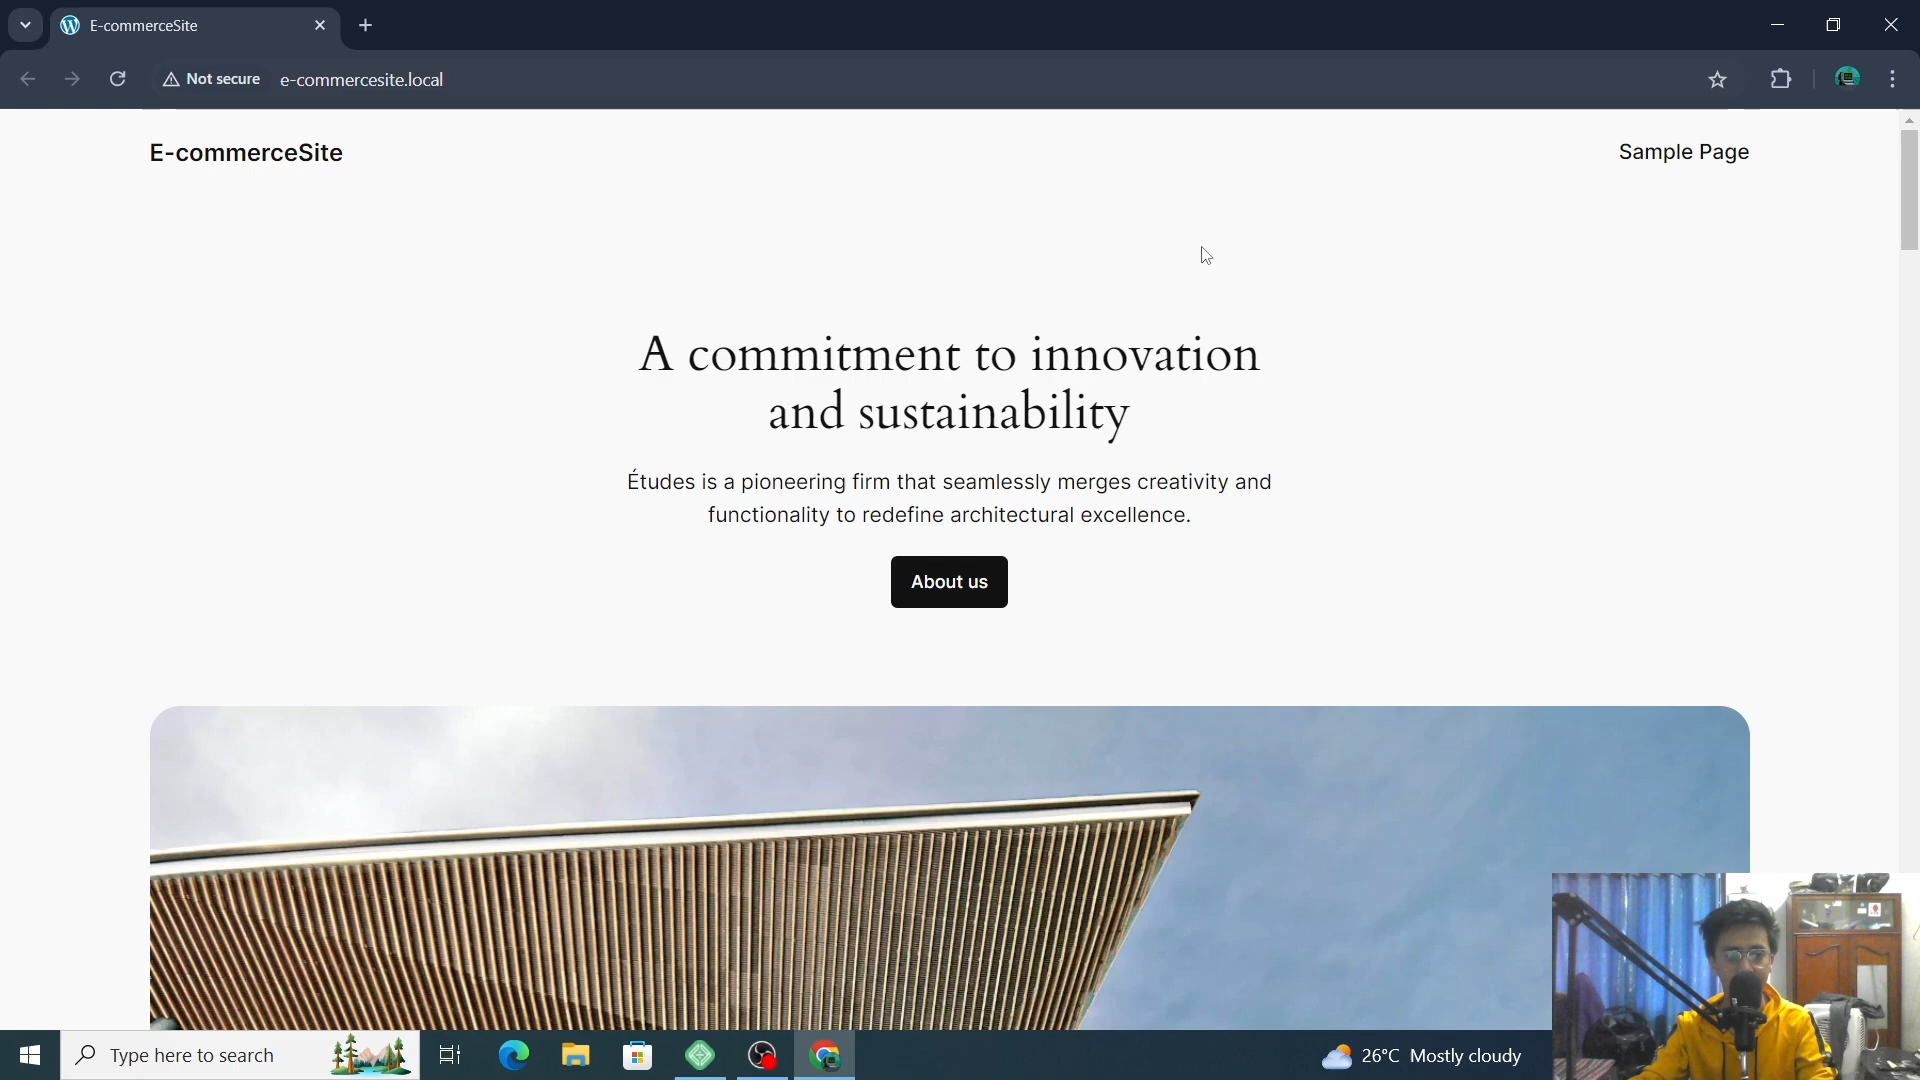 E-commerceSite
Not secure
e-commercesite.local
E-commerceSite
Sample Page
A commitment to innovation
and sustainability
Études is a pioneering firm that seamlessly merges creativity and
functionality to redefine architectural excellence.
About us
Type here to search
26°C Mostly cloudy